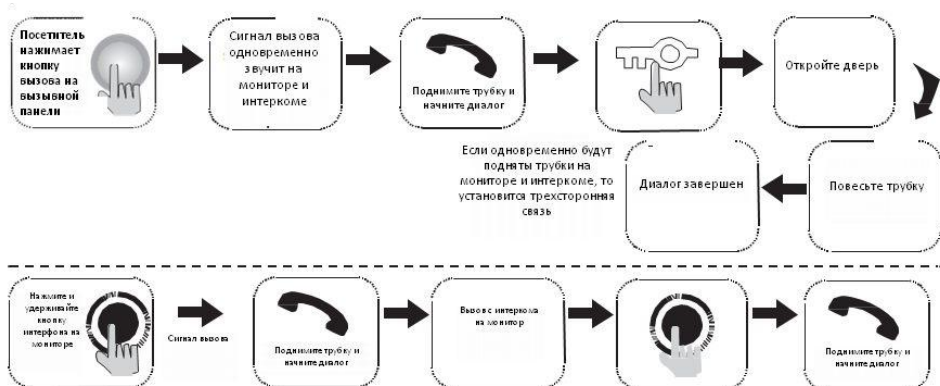 Посетитель
нажимает
кнопку
вызова на
вызывной
панели
Сигнал вызова
одновременно
звучит на
мониторе и
интеркоме
Поднимите трубку и
начните диалог
Откройте дверь
Если одновременно будут
подняты трубки на
мониторе и интеркоме, то
установится трехсторонняя
связь
Диалог завершен
Повесьте трубку
Нажмите и
удерживайте
кнопку
интерфона на
мониторе
Сигнал вызова
Поднимите трубку и
начните диалог
Вызов с интеркома
на монитор
Поднимите трубку и
начните диалог